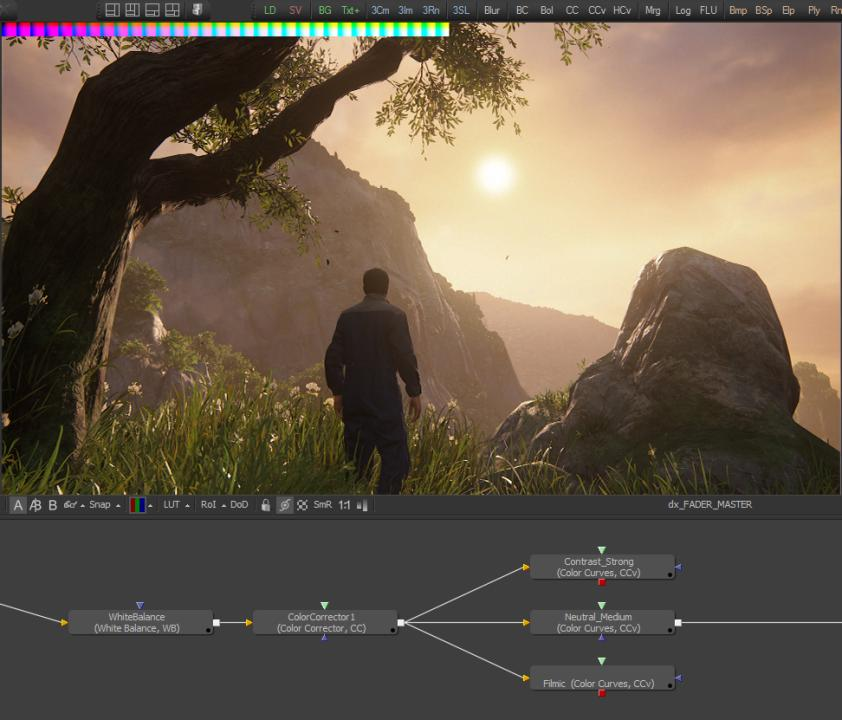 LD SV BG Txt+ 3Cm 3Im 3Rn 3SL Blur BC Bol CC CCv HCv Mrg Log FLU Bmp BSp Elp Ply
A A/B B Snap LUT RoI DoD SmR 1:1 dx_FADER_MASTER
Contrast_Strong
(Color Curves, CCv)
WhiteBalance
(White Balance, WB)
ColorCorrector1
(Color Corrector, CC)
Neutral_Medium
(Color Curves, CCv)
Filmic (Color Curves, CCv)